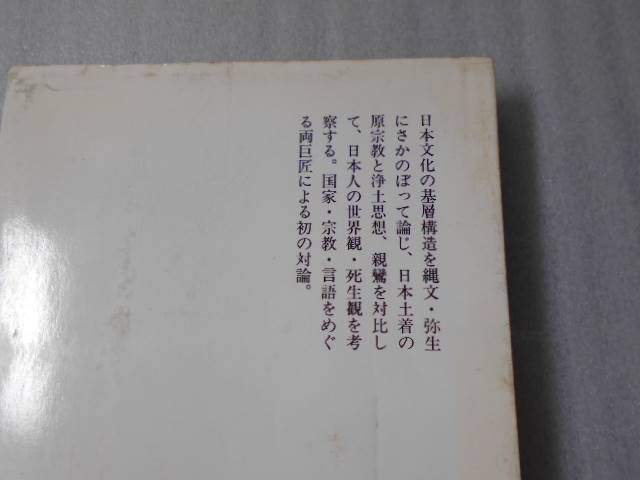 日本文化の基層構造を縄文・弥生
にさかのぼって論じ、日本土着の
原宗教と浄土思想、親鸞を対比し
て、日本人の世界観・死生観を考
察する。国家・宗教・言語をめぐ
る両巨匠による初の対論。